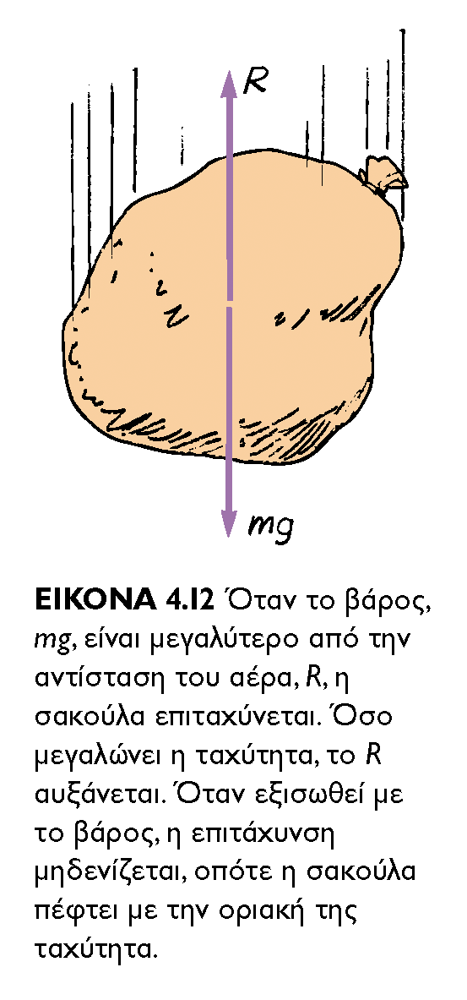 R
mg
ΕΙΚΟΝΑ 4.12 Όταν το βάρος,
mg, είναι μεγαλύτερο από την
αντίσταση του αέρα, R, η
σακούλα επιταχύνεται. Όσο
μεγαλώνει η ταχύτητα, το R
αυξάνεται. Όταν εξισωθεί με
το βάρος, η επιτάχυνση
μηδενίζεται, οπότε η σακούλα
πέφτει με την οριακή της
ταχύτητα.